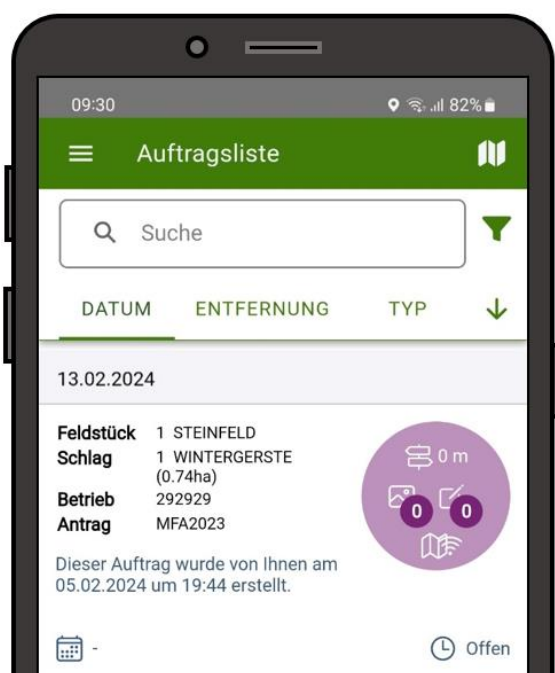 09:30 82%
Auftragsliste
Suche
DATUM ENTFERNUNG TYP
13.02.2024
Feldstück 1 STEINFELD
Schlag 1 WINTERGERSTE
(0.74ha)
Betrieb 292929
Antrag MFA2023
0 m
0 0
Dieser Auftrag wurde von Ihnen am
05.02.2024 um 19:44 erstellt.
- Offen